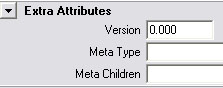 Extra Attributes
Version 0.000
Meta Type
Meta Children